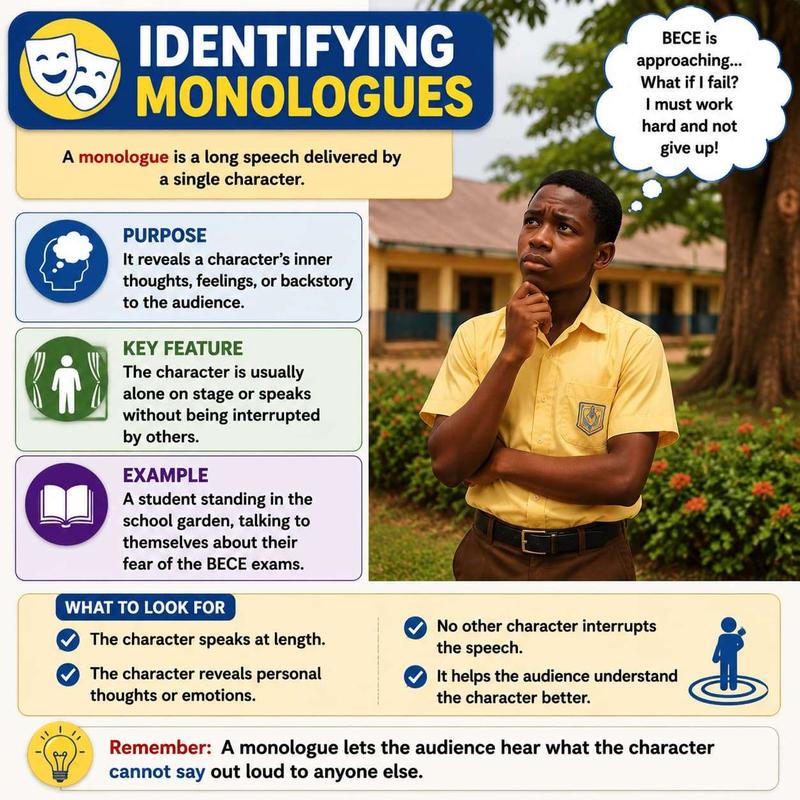 IDENTIFYING
MONOLOGUES
A monologue is a long speech delivered by
a single character.
BECE is
approaching...
What if I fail?
I must work
hard and not
give up!
PURPOSE
It reveals a character's inner
thoughts, feelings, or backstory
to the audience.
KEY FEATURE
The character is usually
alone on stage or speaks
without being interrupted
by others.
EXAMPLE
A student standing in the
school garden, talking to
themselves about their
fear of the BECE exams.
WHAT TO LOOK FOR
The character speaks at length.
The character reveals personal
thoughts or emotions.
No other character interrupts
the speech.
It helps the audience understand
the character better.
Remember: A monologue lets the audience hear what the character
cannot say out loud to anyone else.